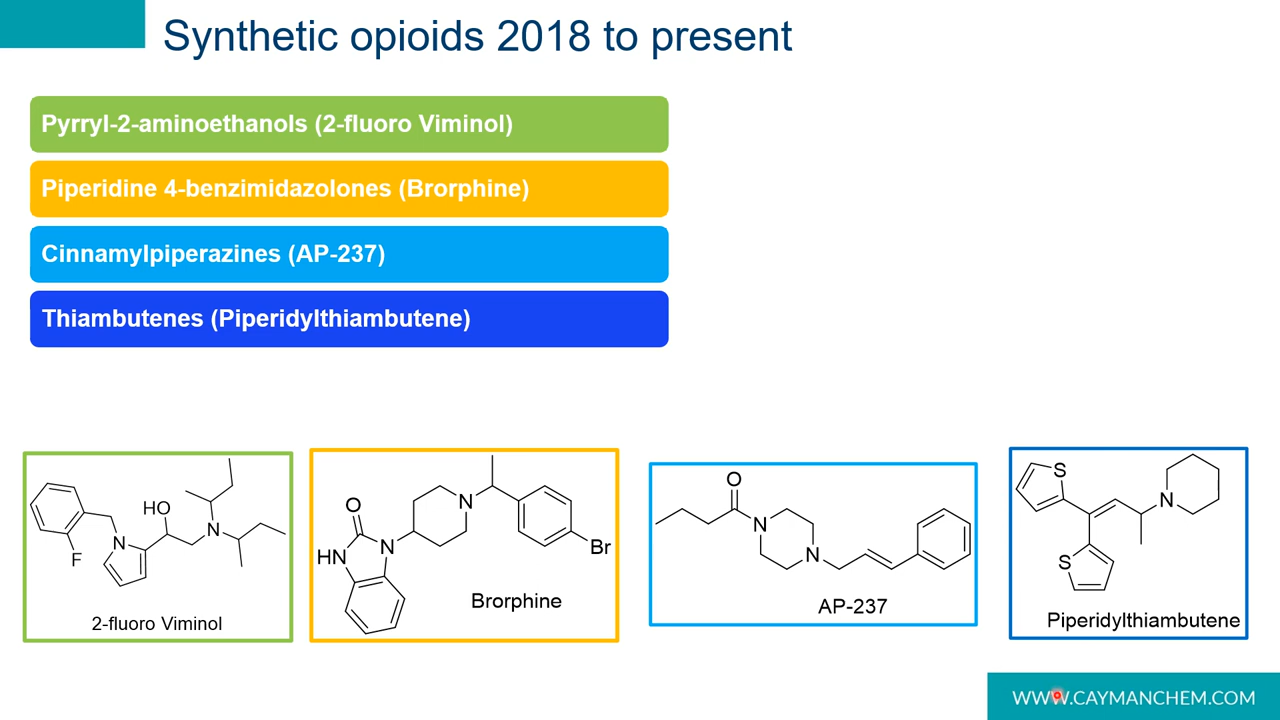 Synthetic opioids 2018 to present
Pyrryl-2-aminoethanols (2-fluoro Viminol)
Piperidine 4-benzimidazolones (Brorphine)
Cinnamylpiperazines (AP-237)
Thiambutenes (Piperidylthiambutene)
HO
N
N
F
2-fluoro Viminol
O
N
HN
N
Br
Brorphine
O
N
N
AP-237
S
N
S
Piperidylthiambutene
WWW.CAYMANCHEM.COM